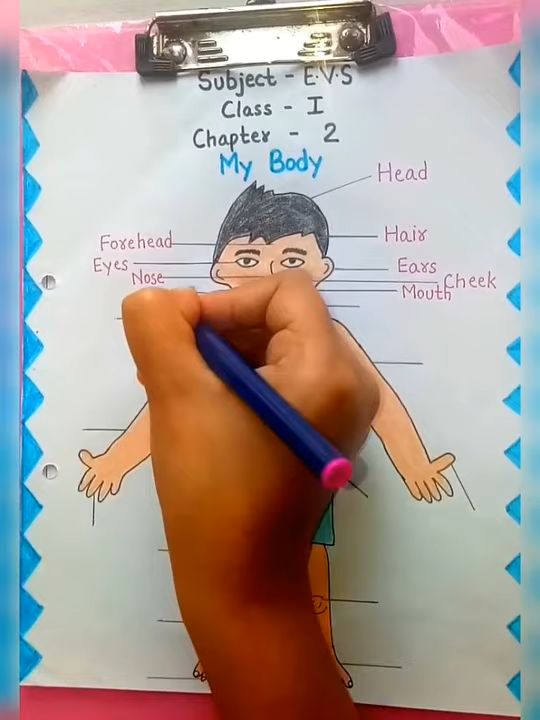 Subject - E.V.S
Class - I
Chapter - 2
My Body
Head
Forehead
Hair
Eyes
Ears
Nose
Cheek
Mouth